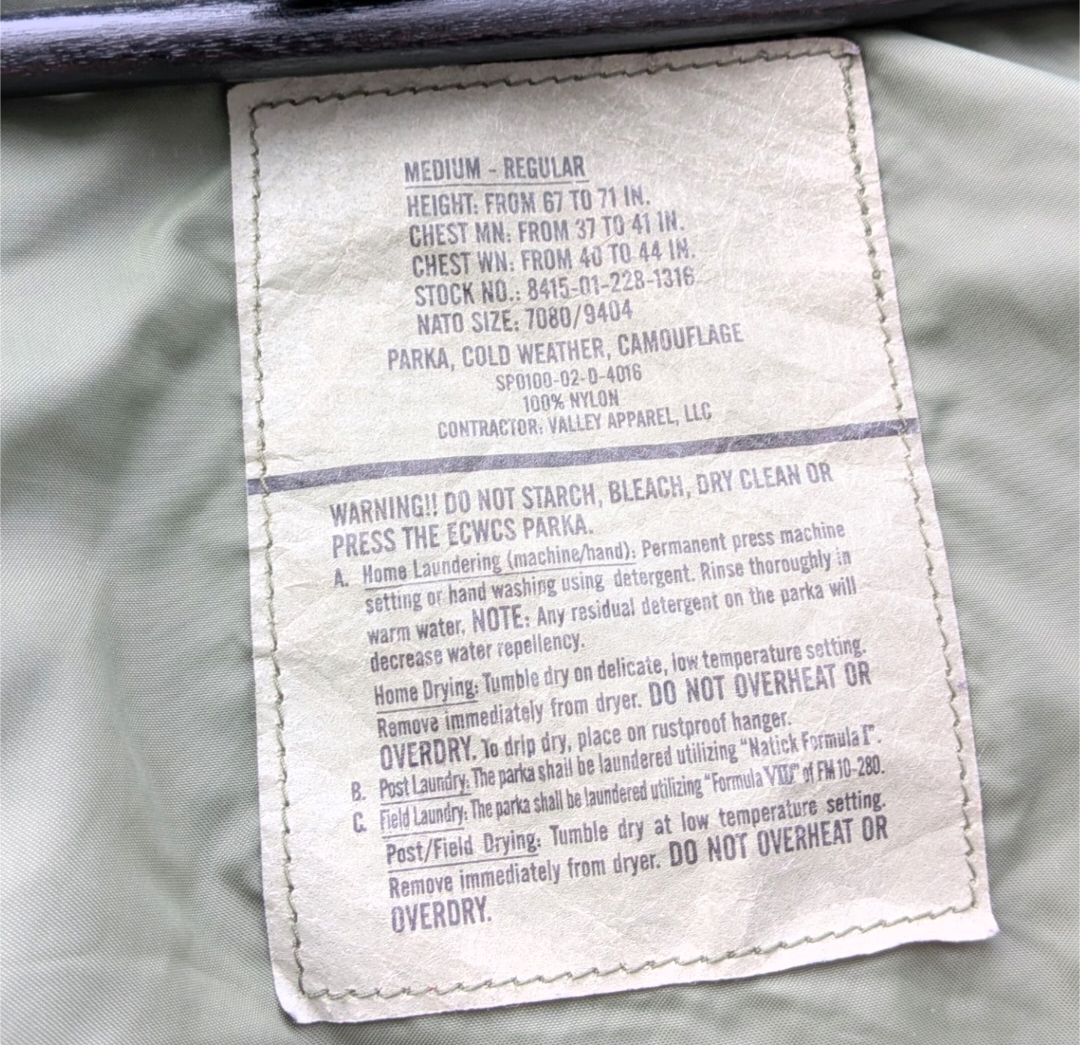 MEDIUM - REGULAR
HEIGHT: FROM 67 TO 71 IN.
CHEST MN: FROM 37 TO 41 IN.
CHEST WN: FROM 40 TO 44 IN.
STOCK NO.: 8415-01-228-1316
NATO SIZE: 7080/9404
PARKA, COLD WEATHER, CAMOUFLAGE
SP0100-02-D-4016
100% NYLON
CONTRACTOR: VALLEY APPAREL, LLC
WARNING!! DO NOT STARCH, BLEACH, DRY CLEAN OR
PRESS THE ECWCS PARKA.
A. Home Laundering (machine/hand): Permanent press machine
setting or hand washing using detergent. Rinse thoroughly in
warm water, NOTE: Any residual detergent on the parka will
decrease water repellency.
Home Drying: Tumble dry on delicate, low temperature setting.
Remove immediately from dryer. DO NOT OVERHEAT OR
OVERDRY. To drip dry, place on rustproof hanger.
B. Post Laundry: The parka shall be laundered utilizing "Natick Formula I".
C. Field Laundry: The parka shall be laundered utilizing "Formula VIII" of FM 10-280.
Post/Field Drying: Tumble dry at low temperature setting.
Remove immediately from dryer. DO NOT OVERHEAT OR
OVERDRY.